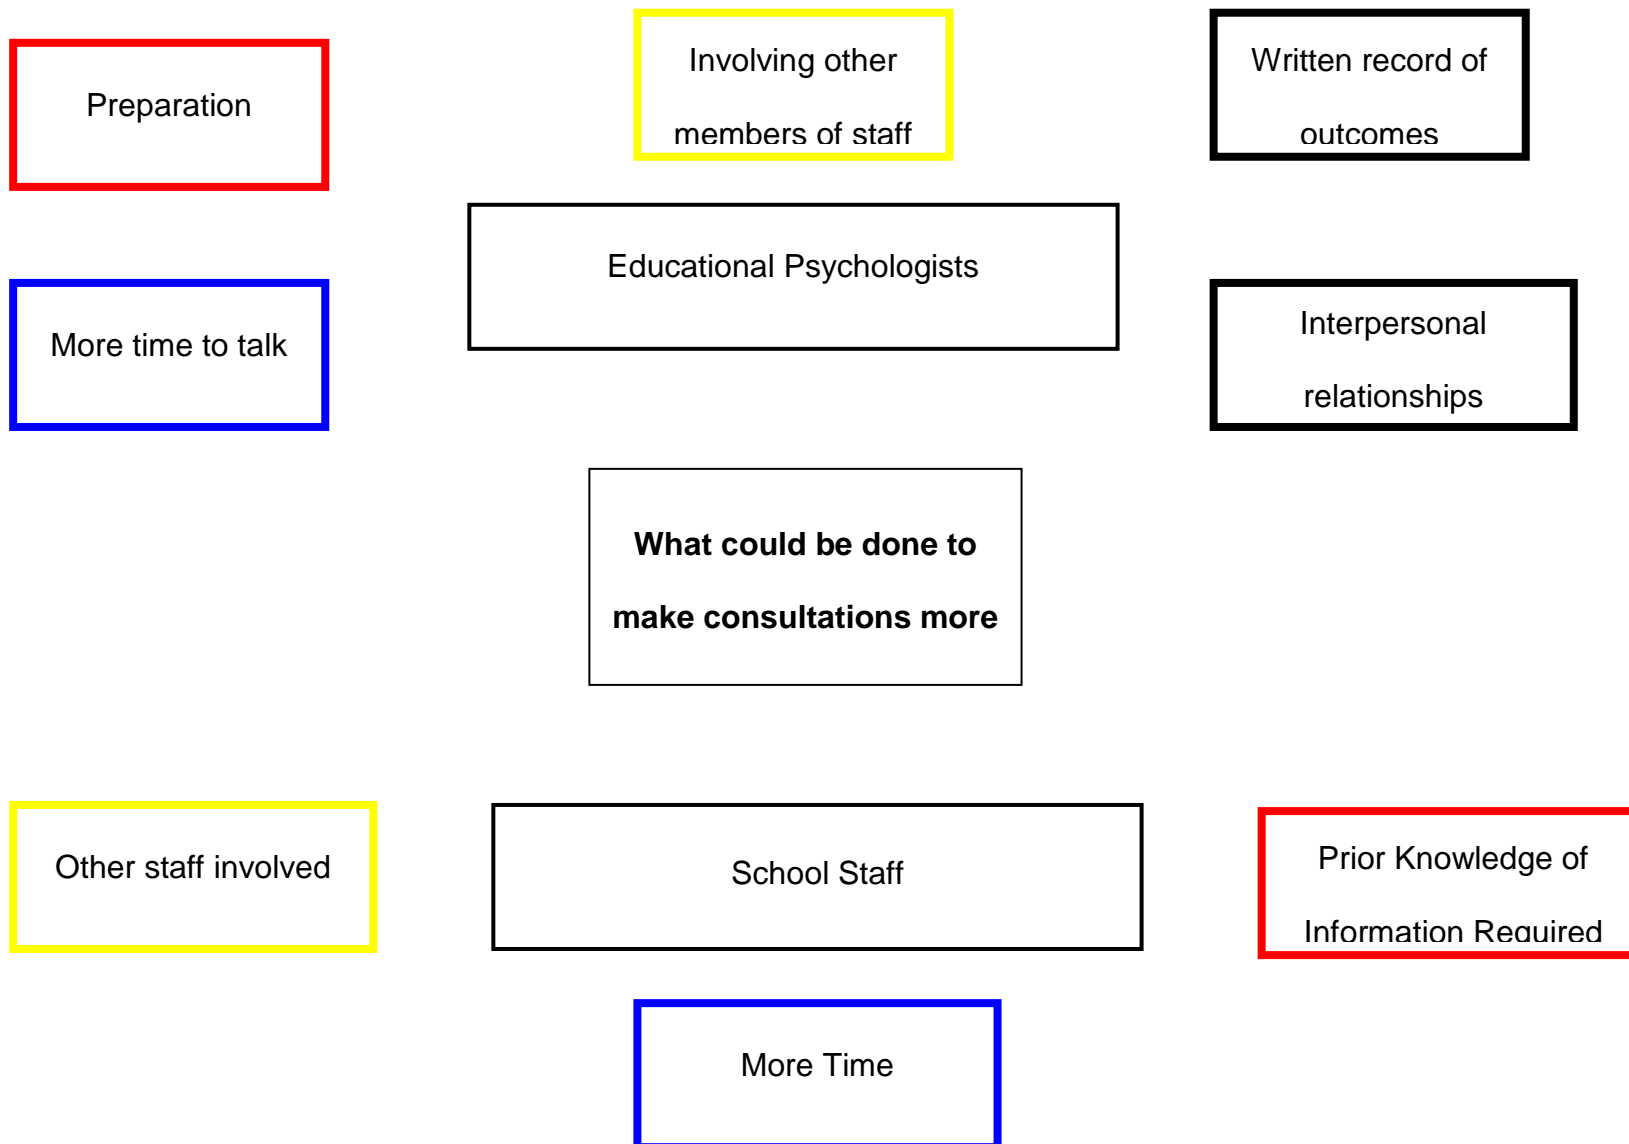 Preparation
Involving other
members of staff
Written record of
outcomes
Educational Psychologists
More time to talk
Interpersonal
relationships
What could be done to
make consultations more
Other staff involved
School Staff
Prior Knowledge of
Information Required
More Time